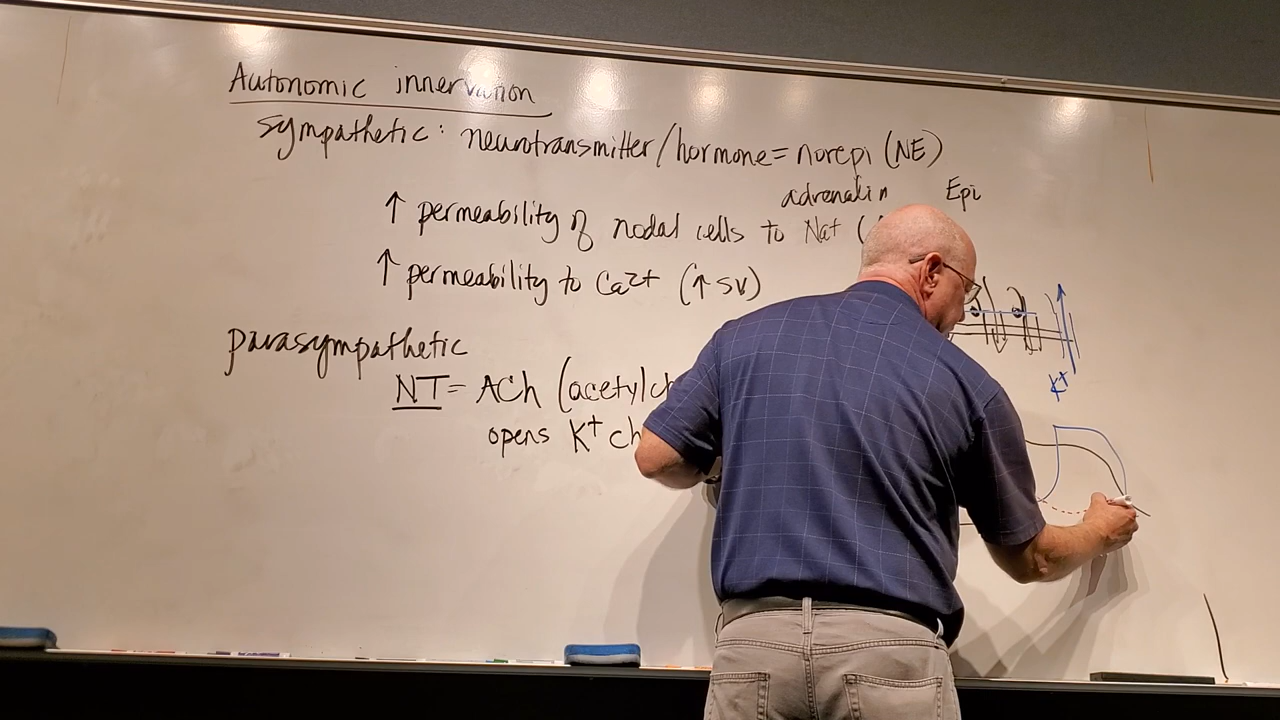 Autonomic innervation
sympathetic: neurotransmitter/hormone= norepi (NE)
adrenalin Epi
↑ permeability of nodal cells to Na+ (
↑ permeability to Ca2+ (↑ SV)
parasympathetic
NT= ACh (acetylch
opens K+ ch
K+